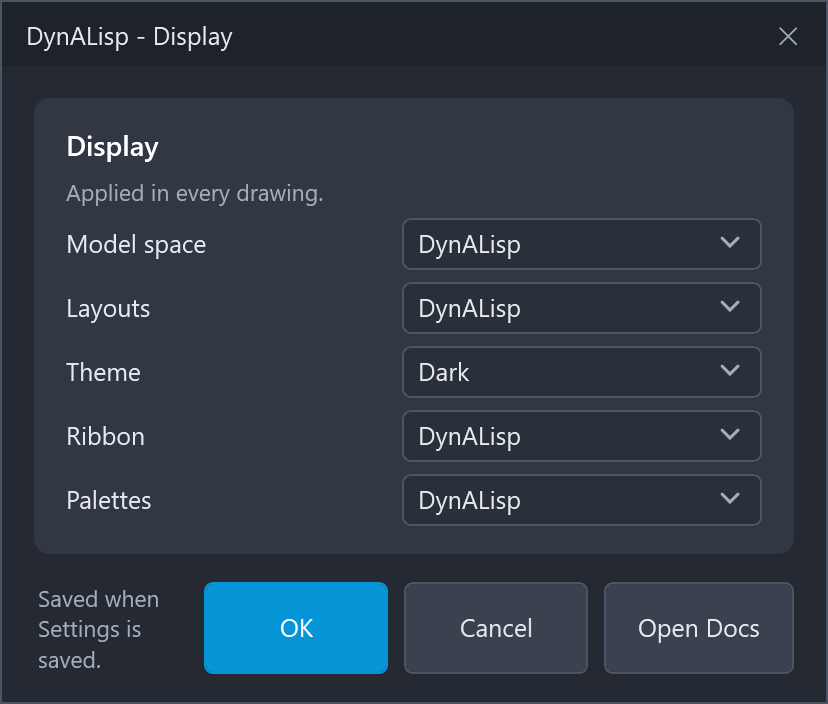 DynALisp - Display
Display
Applied in every drawing.
Model space DynALisp
Layouts DynALisp
Theme Dark
Ribbon DynALisp
Palettes DynALisp
Saved when
Settings is
saved.
OK Cancel Open Docs